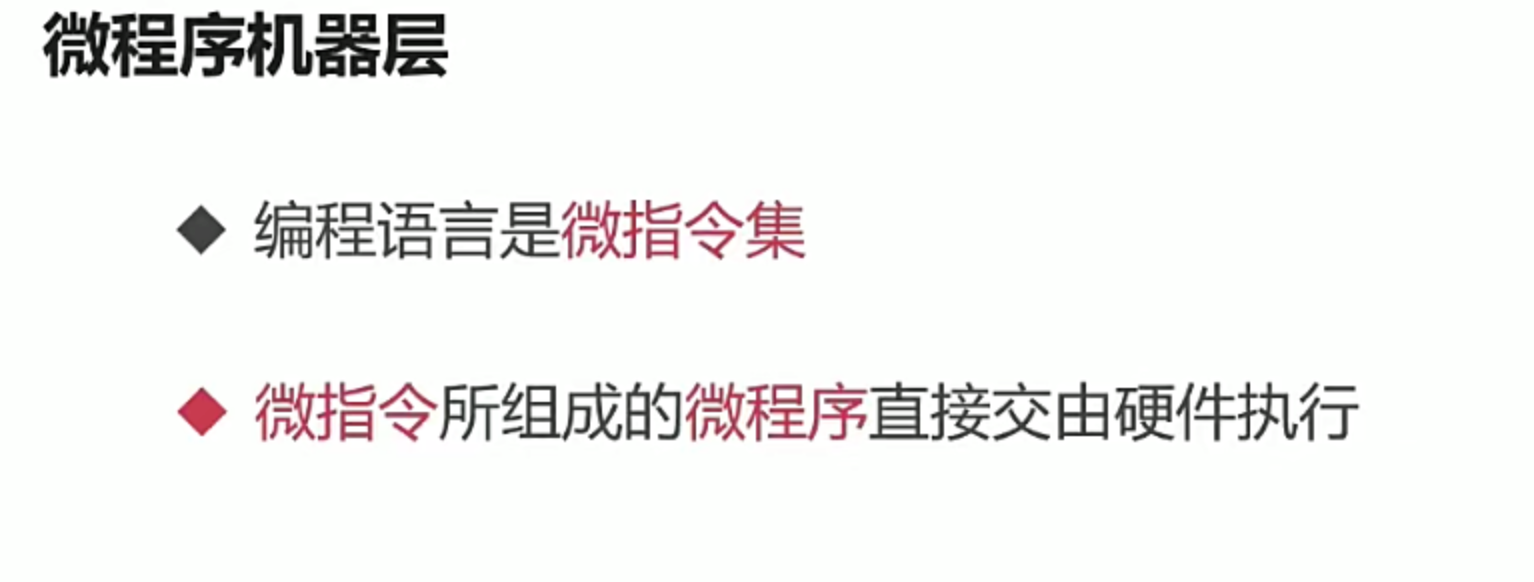 微程序机器层
编程语言是微指令集
微指令所组成的微程序直接交由硬件执行